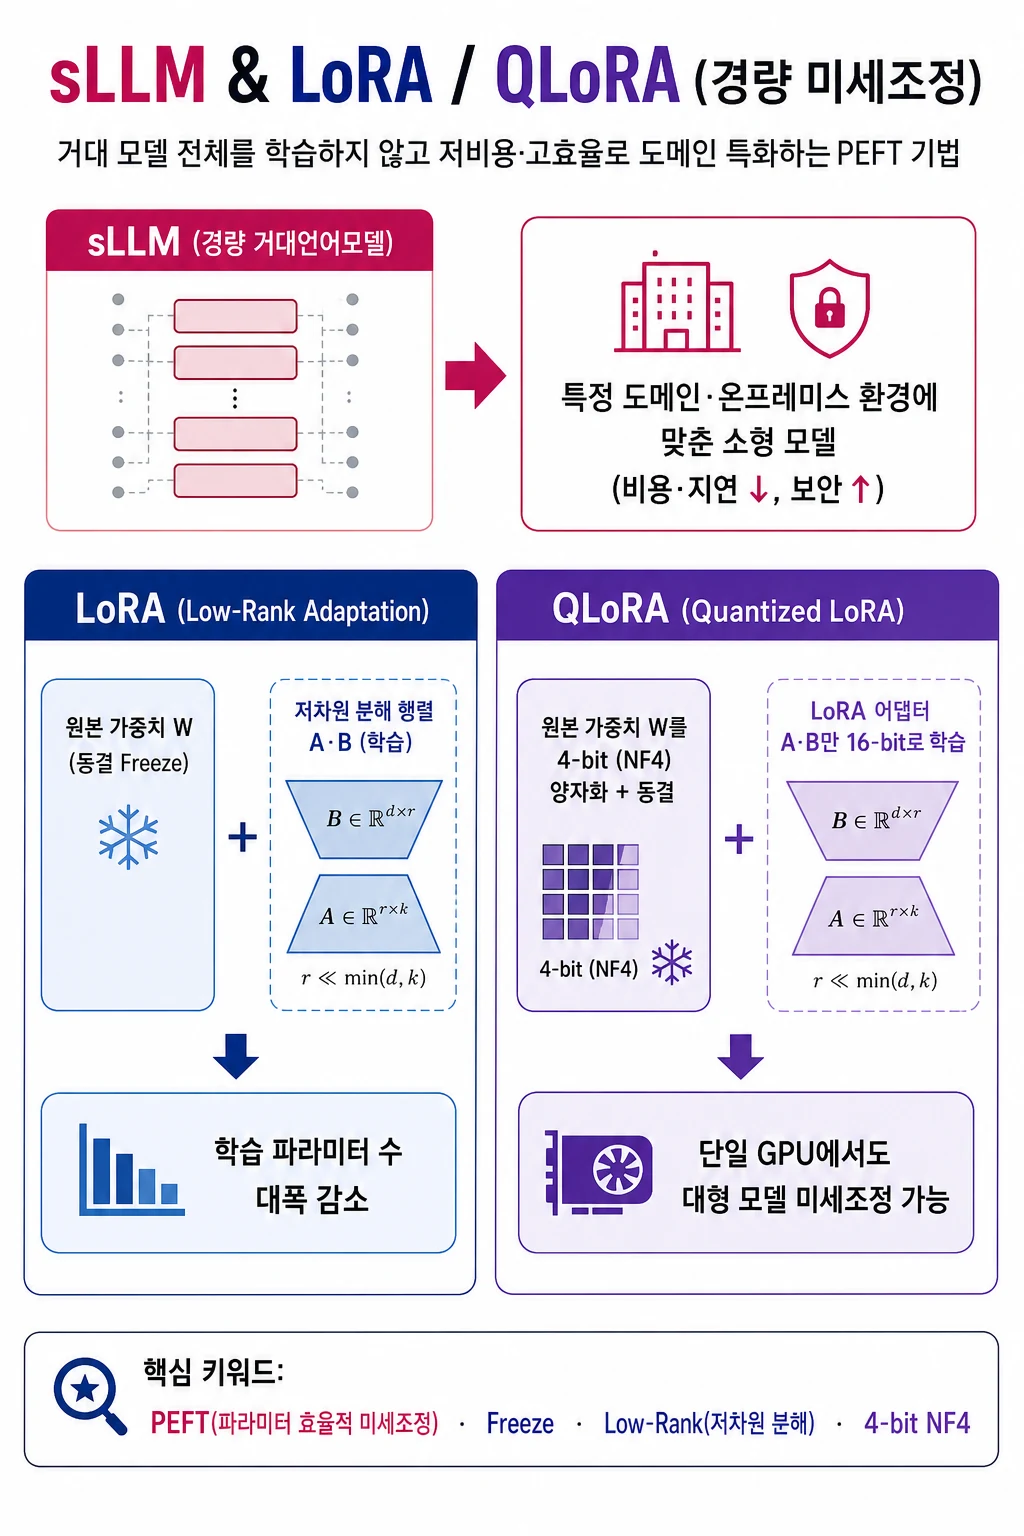 sLLM & LoRA / QLoRA (경량 미세조정)
거대 모델 전체를 학습하지 않고 저비용·고효율로 도메인 특화하는 PEFT 기법
sLLM (경량 거대언어모델)
특정 도메인·온프레미스 환경에
맞춘 소형 모델
(비용·지연 ↓, 보안 ↑)
LoRA (Low-Rank Adaptation)
원본 가중치 W
(동결 Freeze)
+
저차원 분해 행렬
A·B (학습)
B ∈ ℝ^{d×r}
A ∈ ℝ^{r×k}
r ≪ min(d, k)
학습 파라미터 수
대폭 감소
QLoRA (Quantized LoRA)
원본 가중치 W를
4-bit (NF4)
양자화 + 동결
4-bit (NF4)
+
LoRA 어댑터
A·B만 16-bit로 학습
B ∈ ℝ^{d×r}
A ∈ ℝ^{r×k}
r ≪ min(d, k)
단일 GPU에서도
대형 모델 미세조정 가능
핵심 키워드:
PEFT(파라미터 효율적 미세조정) · Freeze · Low-Rank(저차원 분해) · 4-bit NF4